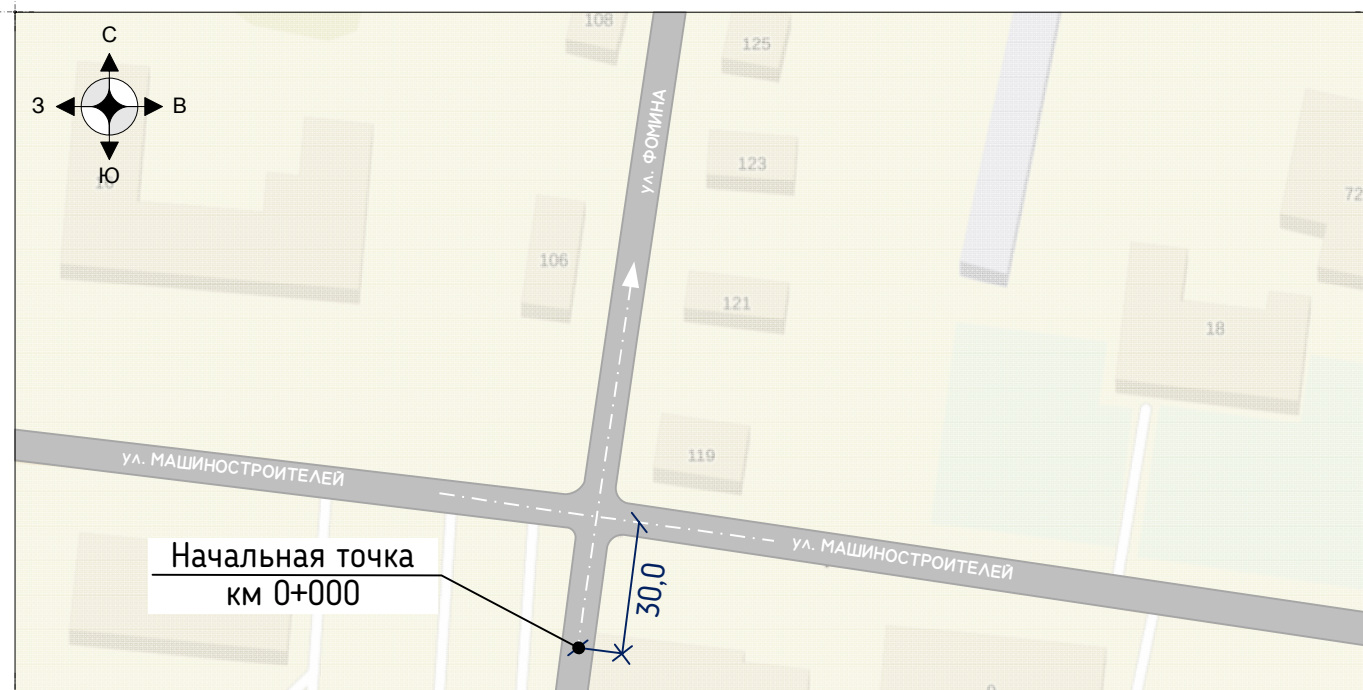 С
З
В
Ю
108
125
ул. ФОМИНА
123
72
106
121
18
119
ул. МАШИНОСТРОИТЕЛЕЙ
ул. МАШИНОСТРОИТЕЛЕЙ
Начальная точка
км 0+000
30,0